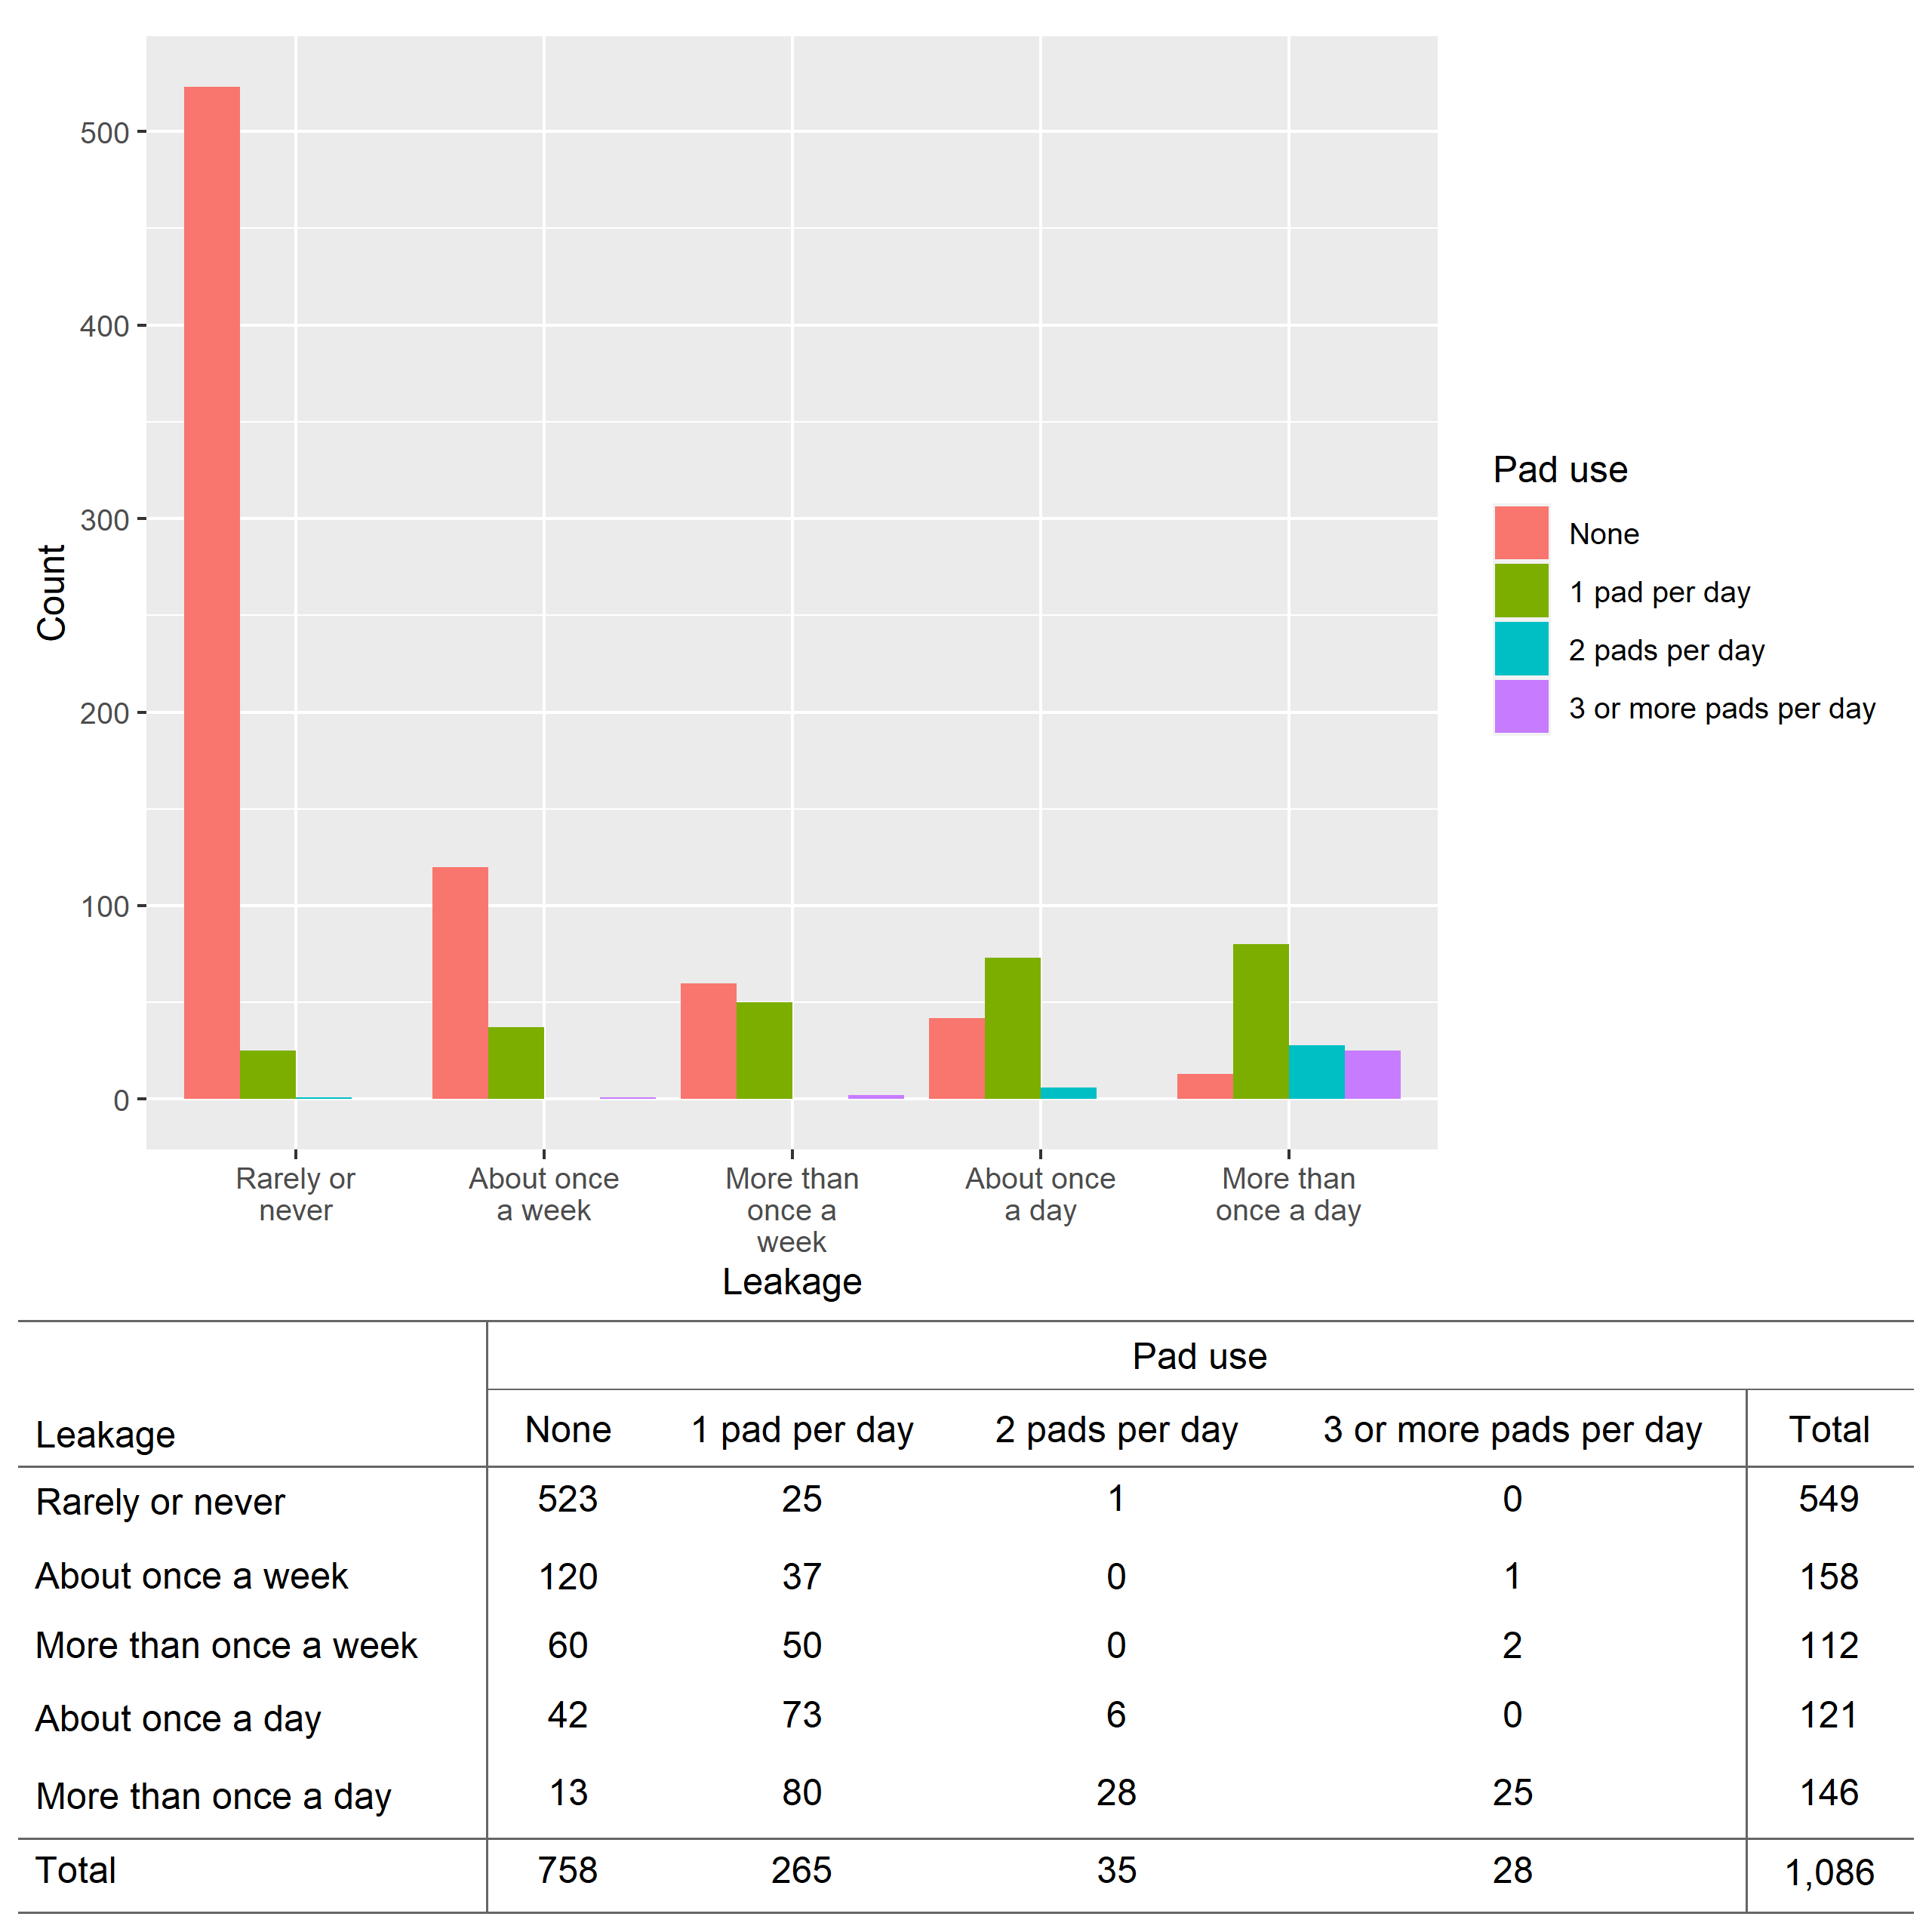 500
400
300
200
100
0
Count
Rarely or
never
About once
a week
More than
once a
week
About once
a day
More than
once a day
Leakage
Pad use
None
1 pad per day
2 pads per day
3 or more pads per day
Pad use
Leakage None 1 pad per day 2 pads per day 3 or more pads per day Total
Rarely or never 523 25 1 0 549
About once a week 120 37 0 1 158
More than once a week 60 50 0 2 112
About once a day 42 73 6 0 121
More than once a day 13 80 28 25 146
Total 758 265 35 28 1,086